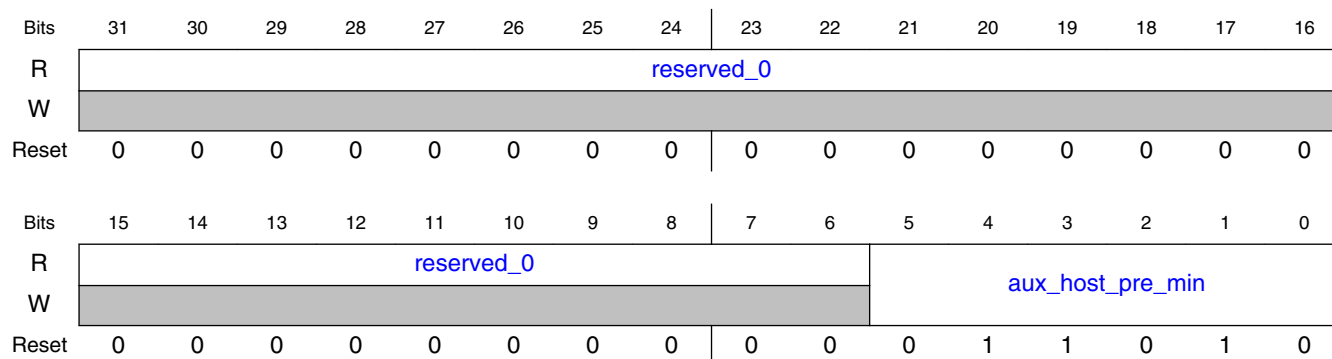 Bits 31 30 29 28 27 26 25 24 23 22 21 20 19 18 17 16
R reserved_0
W
Reset 0 0 0 0 0 0 0 0 0 0 0 0 0 0 0 0
Bits 15 14 13 12 11 10 9 8 7 6 5 4 3 2 1 0
R reserved_0 aux_host_pre_min
W
Reset 0 0 0 0 0 0 0 0 0 0 0 1 1 0 1 0